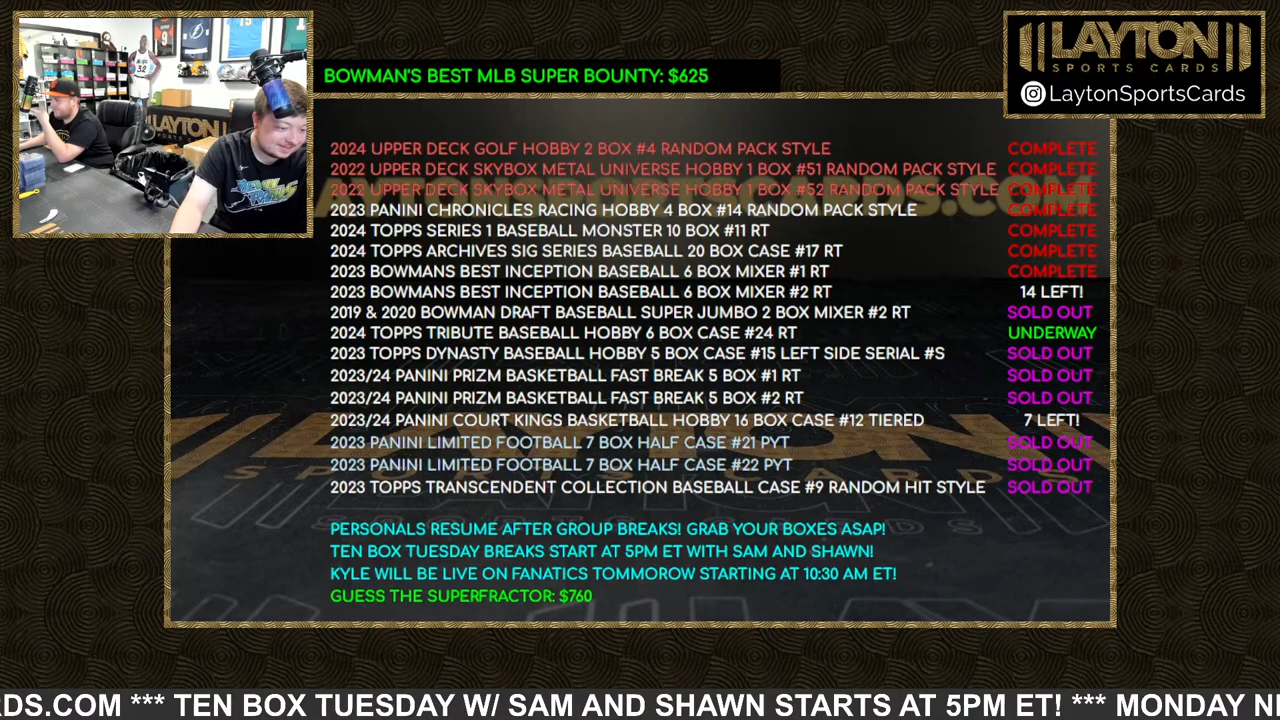 BOWMAN'S BEST MLB SUPER BOUNTY: $625
LAYTON
SPORTS CARDS
LaytonSportsCards
2024 UPPER DECK GOLF HOBBY 2 BOX #4 RANDOM PACK STYLE COMPLETE
2022 UPPER DECK SKYBOX METAL UNIVERSE HOBBY 1 BOX #51 RANDOM PACK STYLE COMPLETE
2022 UPPER DECK SKYBOX METAL UNIVERSE HOBBY 1 BOX #52 RANDOM PACK STYLE COMPLETE
2023 PANINI CHRONICLES RACING HOBBY 4 BOX #14 RANDOM PACK STYLE COMPLETE
2024 TOPPS SERIES 1 BASEBALL MONSTER 10 BOX #11 RT COMPLETE
2024 TOPPS ARCHIVES SIG SERIES BASEBALL 20 BOX CASE #17 RT COMPLETE
2023 BOWMANS BEST INCEPTION BASEBALL 6 BOX MIXER #1 RT COMPLETE
2023 BOWMANS BEST INCEPTION BASEBALL 6 BOX MIXER #2 RT 14 LEFT!
2019 & 2020 BOWMAN DRAFT BASEBALL SUPER JUMBO 2 BOX MIXER #2 RT SOLD OUT
2024 TOPPS TRIBUTE BASEBALL HOBBY 6 BOX CASE #24 RT UNDERWAY
2023 TOPPS DYNASTY BASEBALL HOBBY 5 BOX CASE #15 LEFT SIDE SERIAL #S SOLD OUT
2023/24 PANINI PRIZM BASKETBALL FAST BREAK 5 BOX #1 RT SOLD OUT
2023/24 PANINI PRIZM BASKETBALL FAST BREAK 5 BOX #2 RT SOLD OUT
2023/24 PANINI COURT KINGS BASKETBALL HOBBY 16 BOX CASE #12 TIERED 7 LEFT!
2023 PANINI LIMITED FOOTBALL 7 BOX HALF CASE #21 PYT SOLD OUT
2023 PANINI LIMITED FOOTBALL 7 BOX HALF CASE #22 PYT SOLD OUT
2023 TOPPS TRANSCENDENT COLLECTION BASEBALL CASE #9 RANDOM HIT STYLE SOLD OUT
PERSONALS RESUME AFTER GROUP BREAKS! GRAB YOUR BOXES ASAP!
TEN BOX TUESDAY BREAKS START AT 5PM ET WITH SAM AND SHAWN!
KYLE WILL BE LIVE ON FANATICS TOMMOROW STARTING AT 10:30 AM ET!
GUESS THE SUPERFRACTOR: $760
RDS.COM *** TEN BOX TUESDAY W/ SAM AND SHAWN STARTS AT 5PM ET! *** MONDAY NI